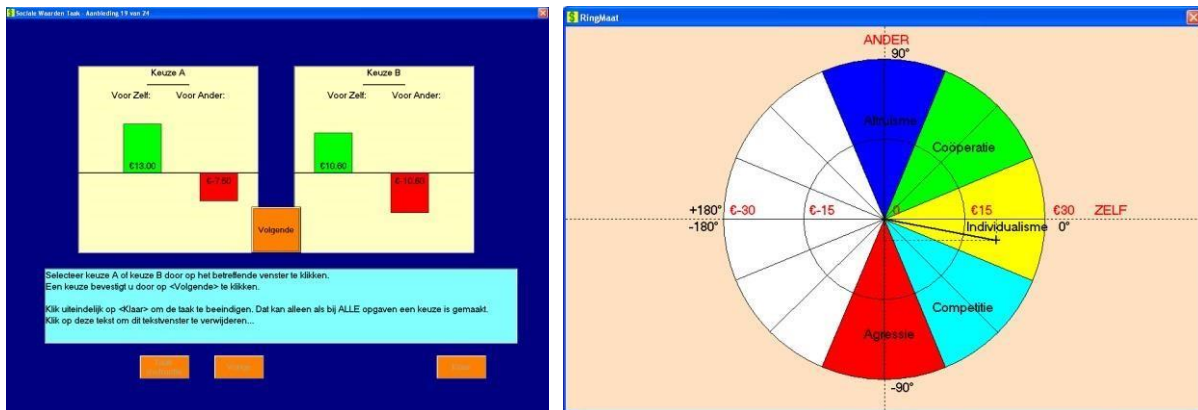 Sociale Waarden Taak - Aanbieding 19 van 24
Keuze A
Voor Zelf: Voor Ander:
€13.00
€-7.60
Keuze B
Voor Zelf: Voor Ander:
€10.60
€-10.60
Volgende
Selecteer keuze A of keuze B door op het betreffende venster te klikken.
Een keuze bevestigt u door op <Volgende> te klikken.
Klik uiteindelijk op <Klaar> om de taak te beeindigen. Dat kan alleen als bij ALLE opgaven een keuze is gemaakt.
Klik op deze tekst om dit tekstvenster te verwijderen...
RingMaat
ANDER
90°
Altruisme
Coöperatie
+180° €-30 €-15 0 €15 €30 ZELF
-180° Individualisme 0°
Competitie
Agressie
-90°